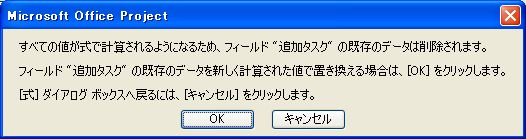 Microsoft Office Project
すべての値が式で計算されるようになるため、フィールド "追加タスク" の既存のデータは削除されます。
フィールド "追加タスク" の既存のデータを新しく計算された値で置き換える場合は、[OK] をクリックします。
[式] ダイアログ ボックスへ戻るには、[キャンセル] をクリックします。
OK キャンセル